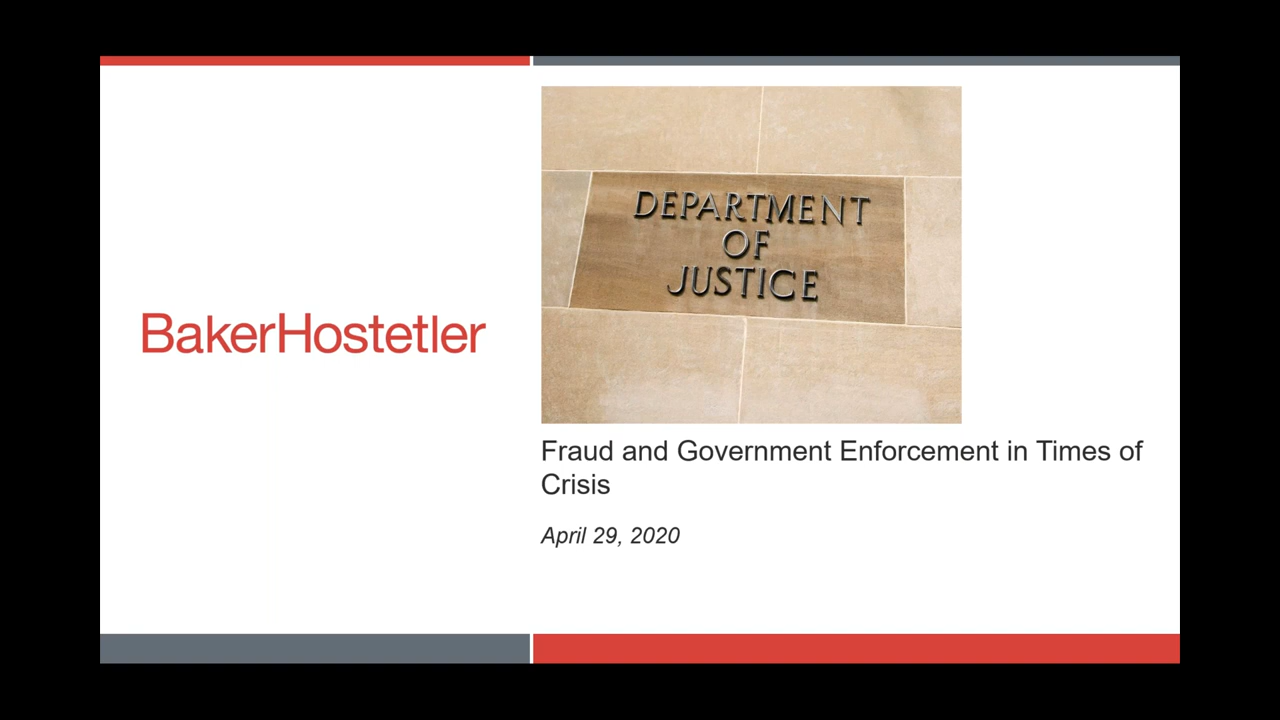 DEPARTMENT
OF
JUSTICE
BakerHostetler
Fraud and Government Enforcement in Times of
Crisis
April 29, 2020